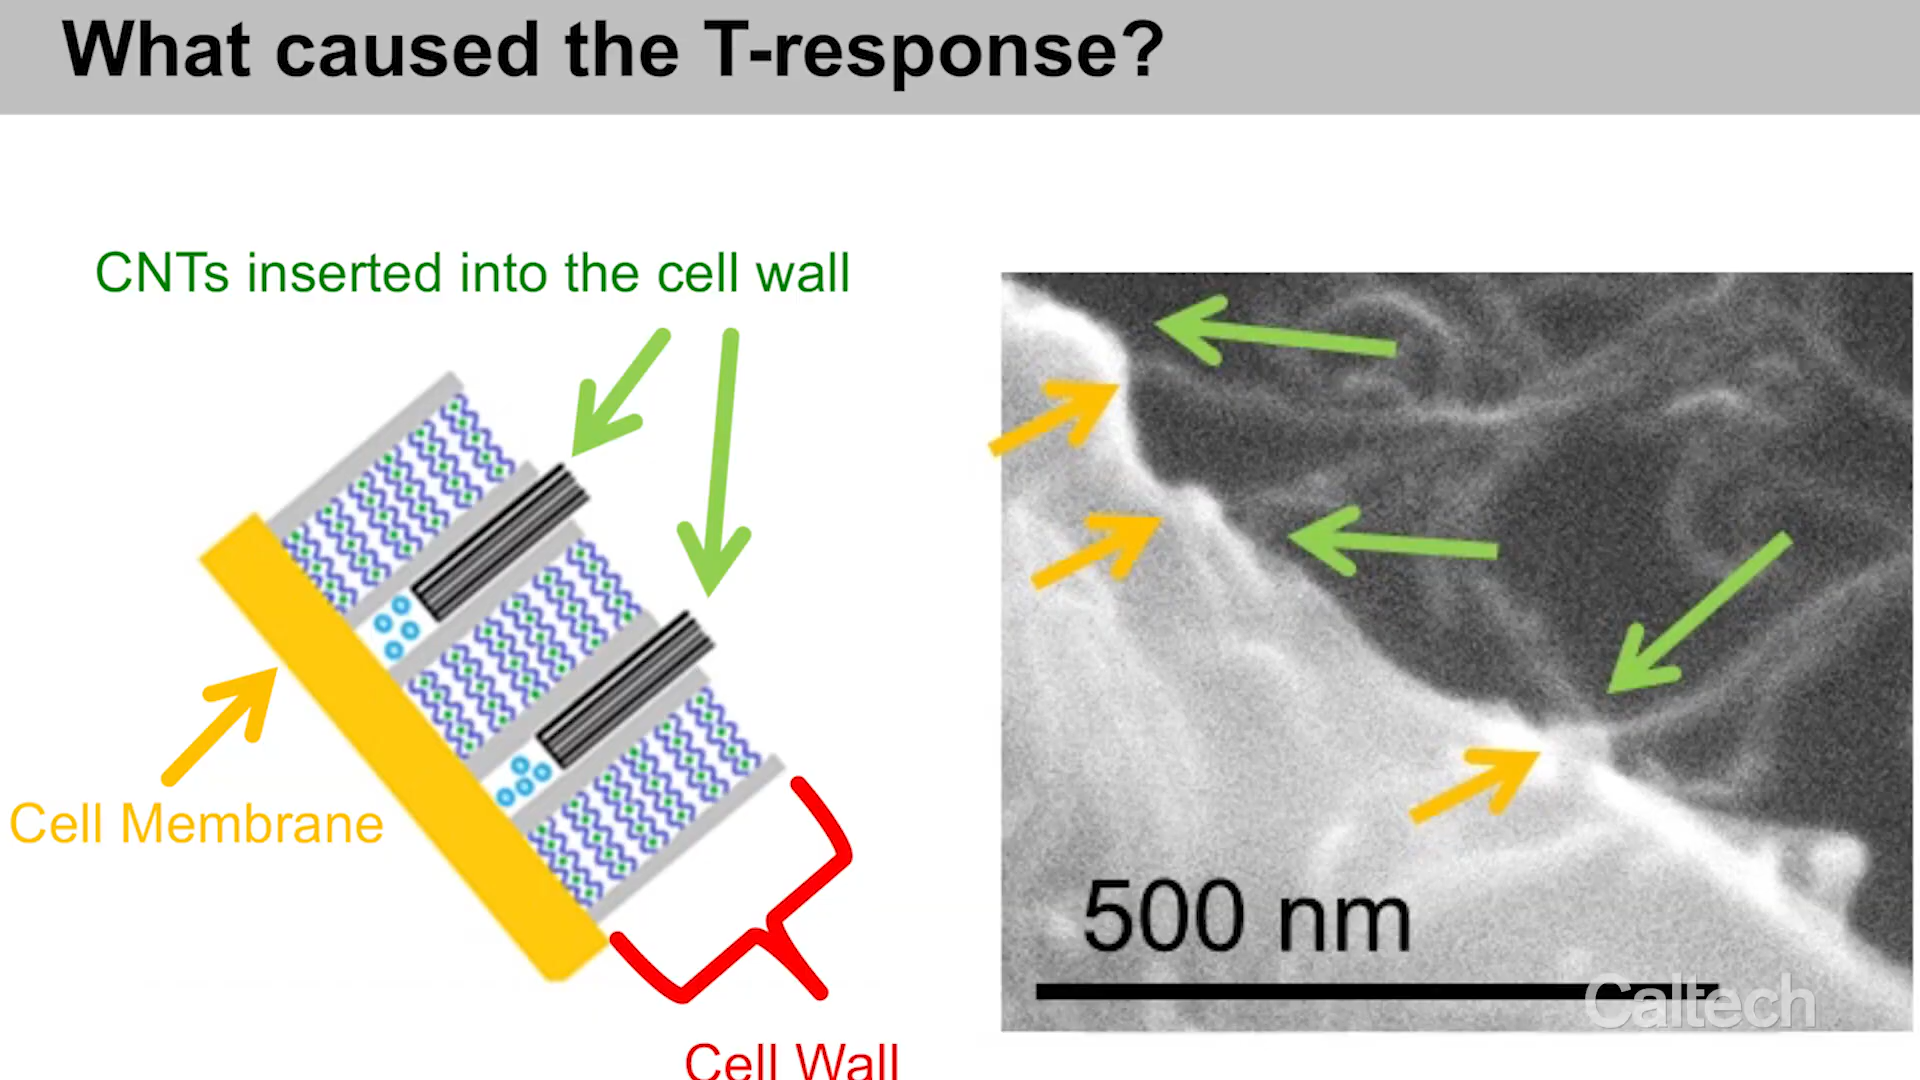 What caused the T-response?
CNTs inserted into the cell wall
Cell Membrane
Cell Wall
500 nm
Caltech